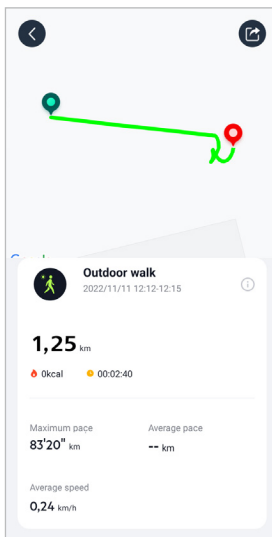 Outdoor walk
2022/11/11 12:12-12:15
1,25 km
0kcal 00:02:40
Maximum pace Average pace
83'20" km -- km
Average speed
0,24 km/h